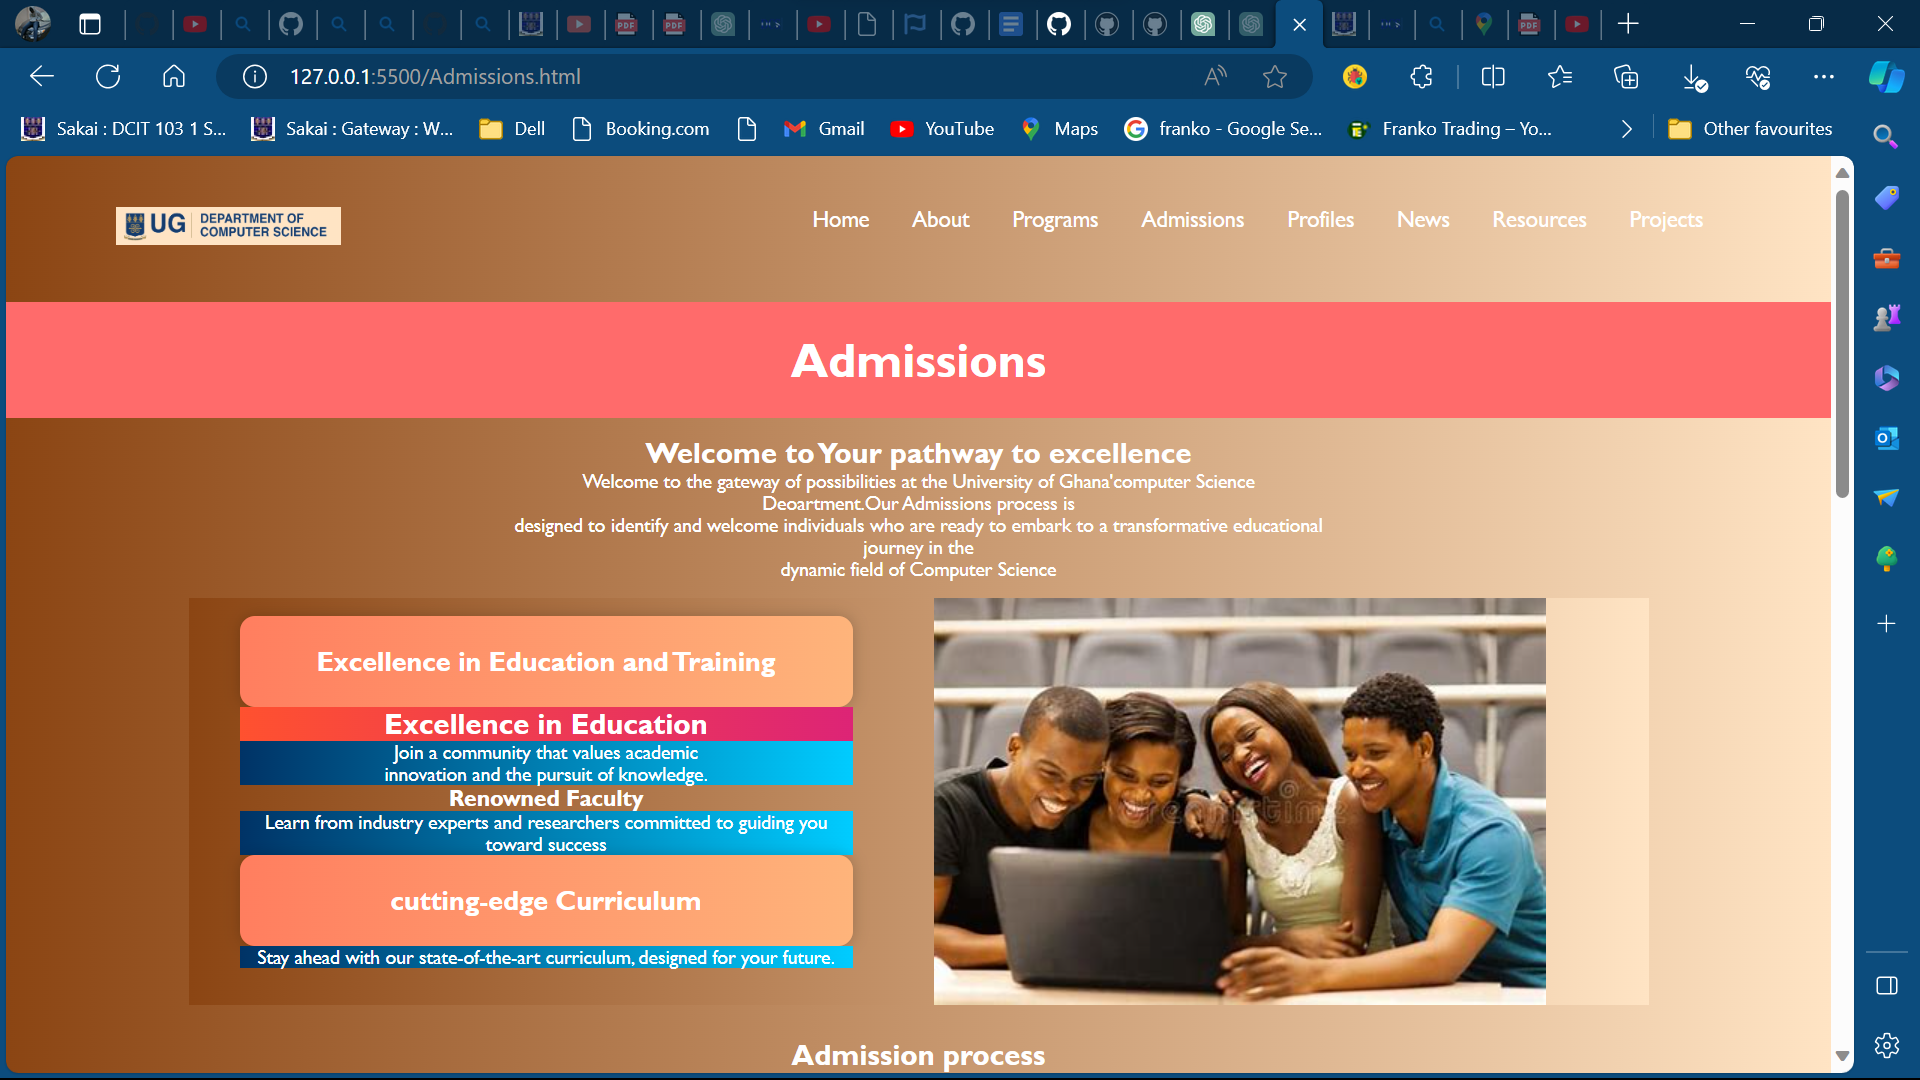 127.0.0.1:5500/Admissions.html
Sakai : DCIT 103 1 S...
Sakai : Gateway : W...
Dell
Booking.com
Gmail
YouTube
Maps
franko - Google Se...
Franko Trading – Yo...
Other favourites
UG DEPARTMENT OF
COMPUTER SCIENCE
Home About Programs Admissions Profiles News Resources Projects
Admissions
Welcome to Your pathway to excellence
Welcome to the gateway of possibilities at the University of Ghana'computer Science
Deoartment.Our Admissions process is
designed to identify and welcome individuals who are ready to embark to a transformative educational
journey in the
dynamic field of Computer Science
Excellence in Education and Training
Excellence in Education
Join a community that values academic
innovation and the pursuit of knowledge.
Renowned Faculty
Learn from industry experts and researchers committed to guiding you
toward success
cutting-edge Curriculum
Stay ahead with our state-of-the-art curriculum, designed for your future.
Admission process